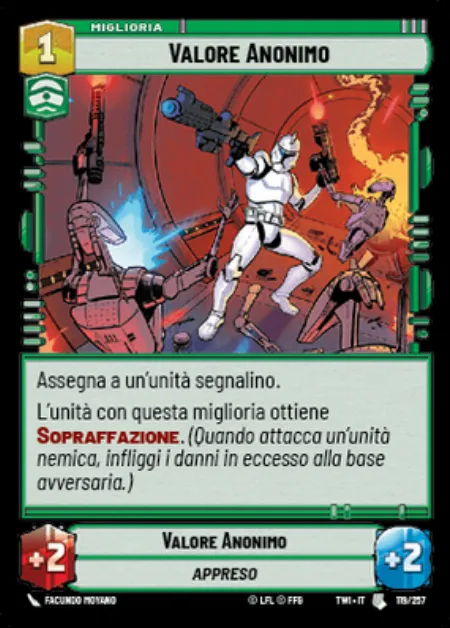 MIGLIORIA
1
VALORE ANONIMO
Assegna a un'unità segnalino.
L'unità con questa miglioria ottiene
SOPRAFFAZIONE. (Quando attacca un'unità
nemica, infliggi i danni in eccesso alla base
avversaria.)
+2
VALORE ANONIMO
+2
APPRESO
FACUNDO MOYANO
© LFL © FFG
TWI • IT
119/257